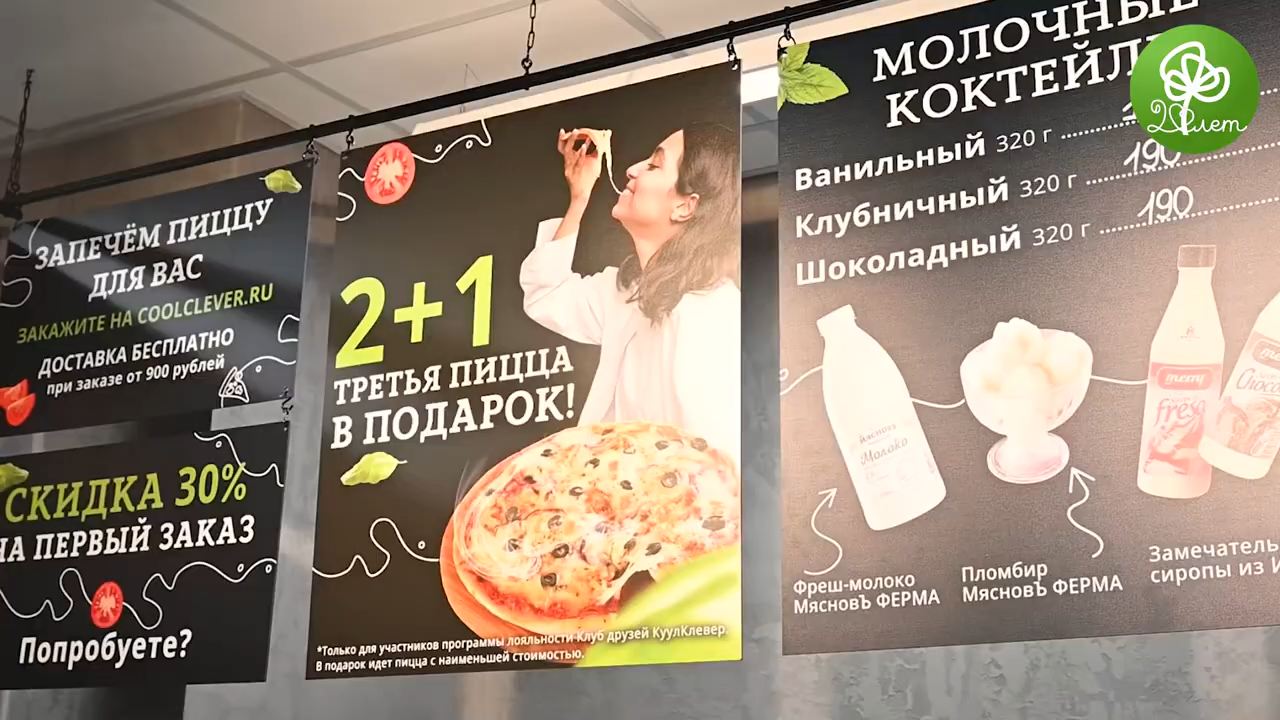 ЗАПЕЧЁМ ПИЦЦУ
ДЛЯ ВАС
ЗАКАЖИТЕ НА COOLCLEVER.RU
ДОСТАВКА БЕСПЛАТНО
при заказе от 900 рублей
СКИДКА 30%
НА ПЕРВЫЙ ЗАКАЗ
Попробуете?
2+1
ТРЕТЬЯ ПИЦЦА
В ПОДАРОК!
*Только для участников программы лояльности Клуб друзей КуулКлевер.
В подарок идет пицца с наименьшей стоимостью.
МОЛОЧНЫЕ
КОКТЕЙЛ
Ванильный 320 г
Клубничный 320 г 190
Шоколадный 320 г 190
МЯСНОВЪ
Молоко
fresa
Фреш-молоко
МясновЪ ФЕРМА
Пломбир
МясновЪ ФЕРМА
Замечатель
сиропы из И
20 лет